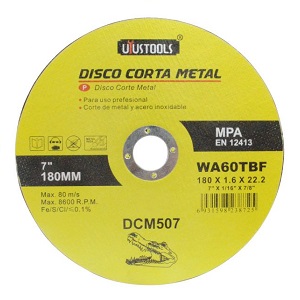 UYUSTOOLS
DISCO CORTA METAL
P Disco Corte Metal
• Para uso profesional
• Corte de metal y acero inoxidable
MPA
EN 12413
7"
180MM
WA60TBF
180 X 1.6 X 22.2
7" X 1/16" X 7/8"
Max. 80 m/s
Max. 8600 R.P.M.
Fe/S/Cl/≤0.1%
DCM507